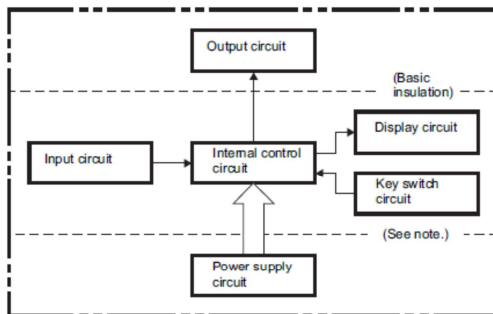 Output circuit
(Basic
insulation)
Display circuit
Input circuit
Internal control
circuit
Key switch
circuit
(See note.)
Power supply
circuit